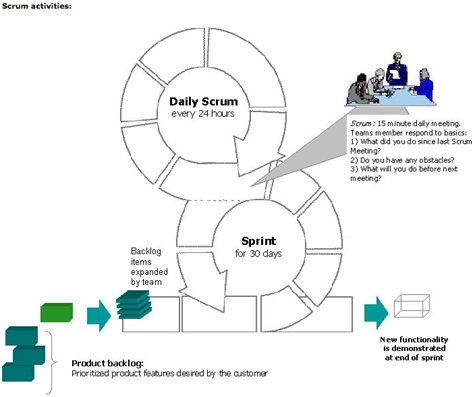 Scrum activities:
Daily Scrum
every 24 hours
Scrum : 15 minute daily meeting.
Teams member respond to basics:
1) What did you do since last Scrum
Meeting?
2) Do you have any obstacles?
3) What will you do before next
meeting?
Sprint
for 30 days
Backlog
items
expanded
by team
New functionality
is demonstrated
at end of sprint
Product backlog:
Prioritized product features desired by the customer